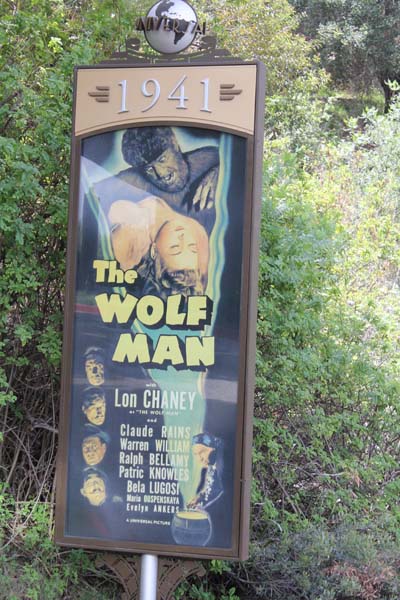 UNIVERSAL
1941
The
WOLF
MAN
with
Lon CHANEY
as "THE WOLF MAN"
and
Claude RAINS
Warren WILLIAM
Ralph BELLAMY
Patric KNOWLES
Bela LUGOSI
Maria OUSPENSKAYA
Evelyn ANKERS
A UNIVERSAL PICTURE